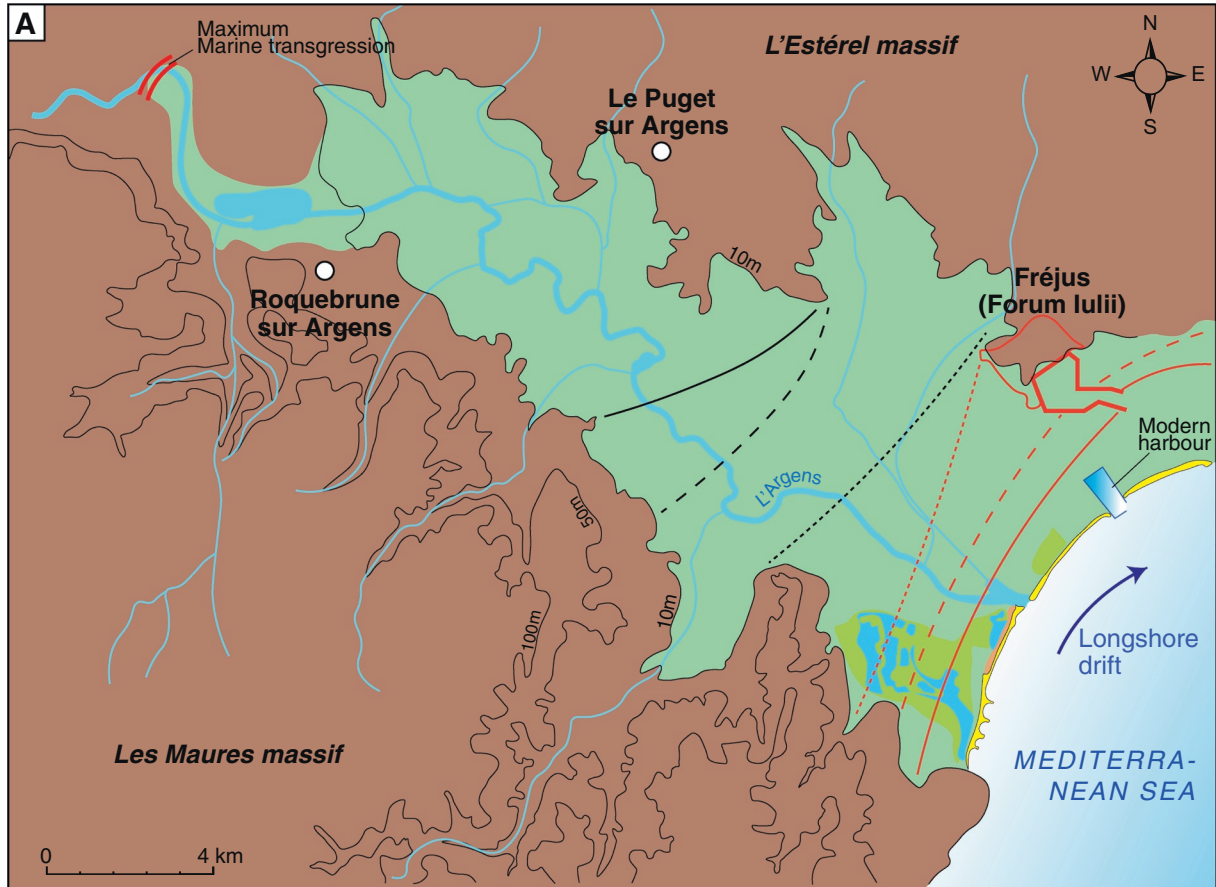 A
Maximum
Marine transgression
L'Estérel massif
N
W
E
S
Le Puget
sur Argens
10m
Roquebrune
sur Argens
Fréjus
(Forum Iulii)
Modern
harbour
L'Argens
50m
10m
100m
Longshore
drift
Les Maures massif
MEDITERRA-
NEAN SEA
0
4 km